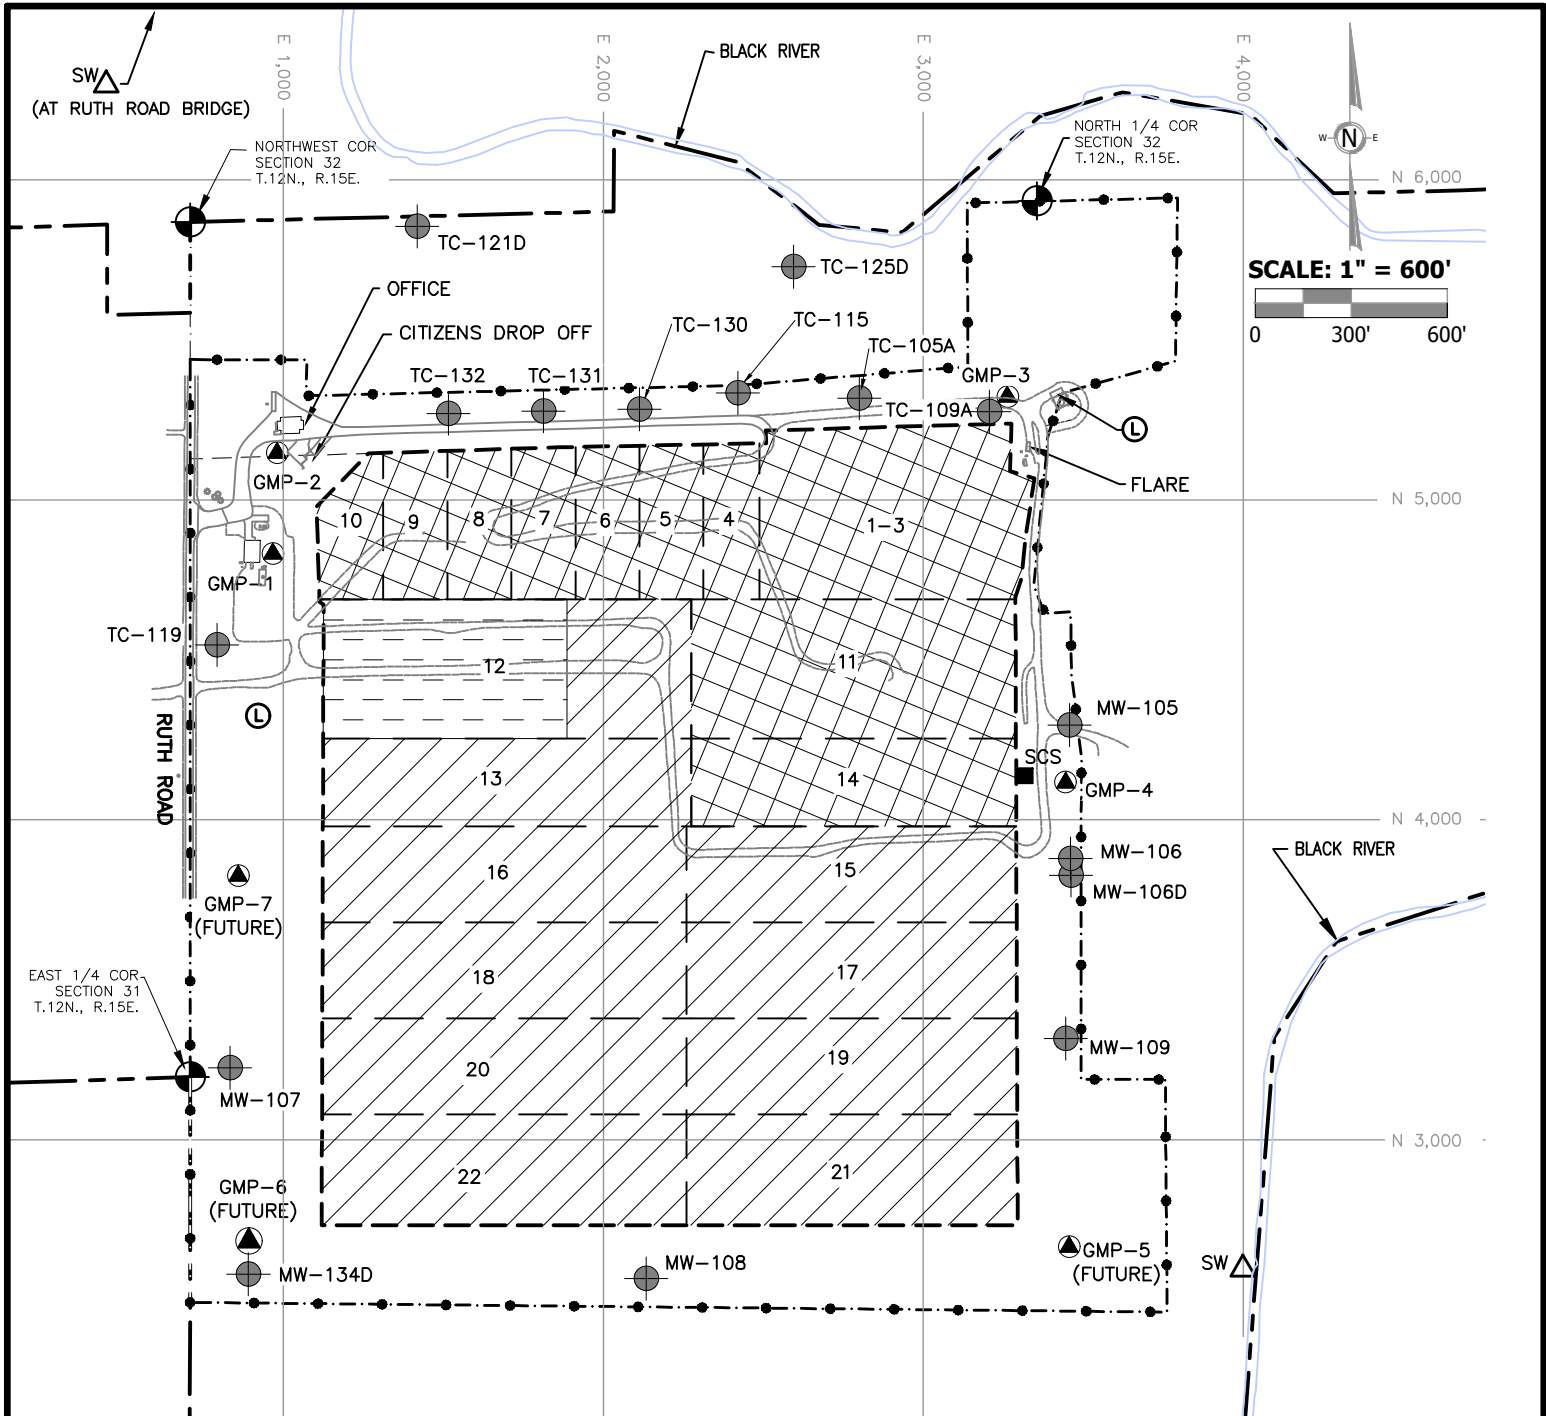 E 1,000
E 2,000
E 3,000
E 4,000
BLACK RIVER
SW
(AT RUTH ROAD BRIDGE)
NORTHWEST COR
SECTION 32
T.12N., R.15E.
NORTH 1/4 COR
SECTION 32
T.12N., R.15E.
W N E
N 6,000
TC-121D
TC-125D
SCALE: 1" = 600'
0 300' 600'
OFFICE
CITIZENS DROP OFF
TC-130
TC-115
TC-105A
TC-132
TC-131
GMP-3
TC-109A
L
GMP-2
FLARE
N 5,000
10
9
8
7
6
5
4
1-3
GMP-1
TC-119
12
11
L
RUTH ROAD
MW-105
SCS
13
14
GMP-4
N 4,000
BLACK RIVER
MW-106
MW-106D
16
15
GMP-7
(FUTURE)
EAST 1/4 COR
SECTION 31
T.12N., R.15E.
18
17
MW-109
20
19
MW-107
N 3,000
22
21
GMP-6
(FUTURE)
MW-134D
MW-108
GMP-5
(FUTURE)
SW